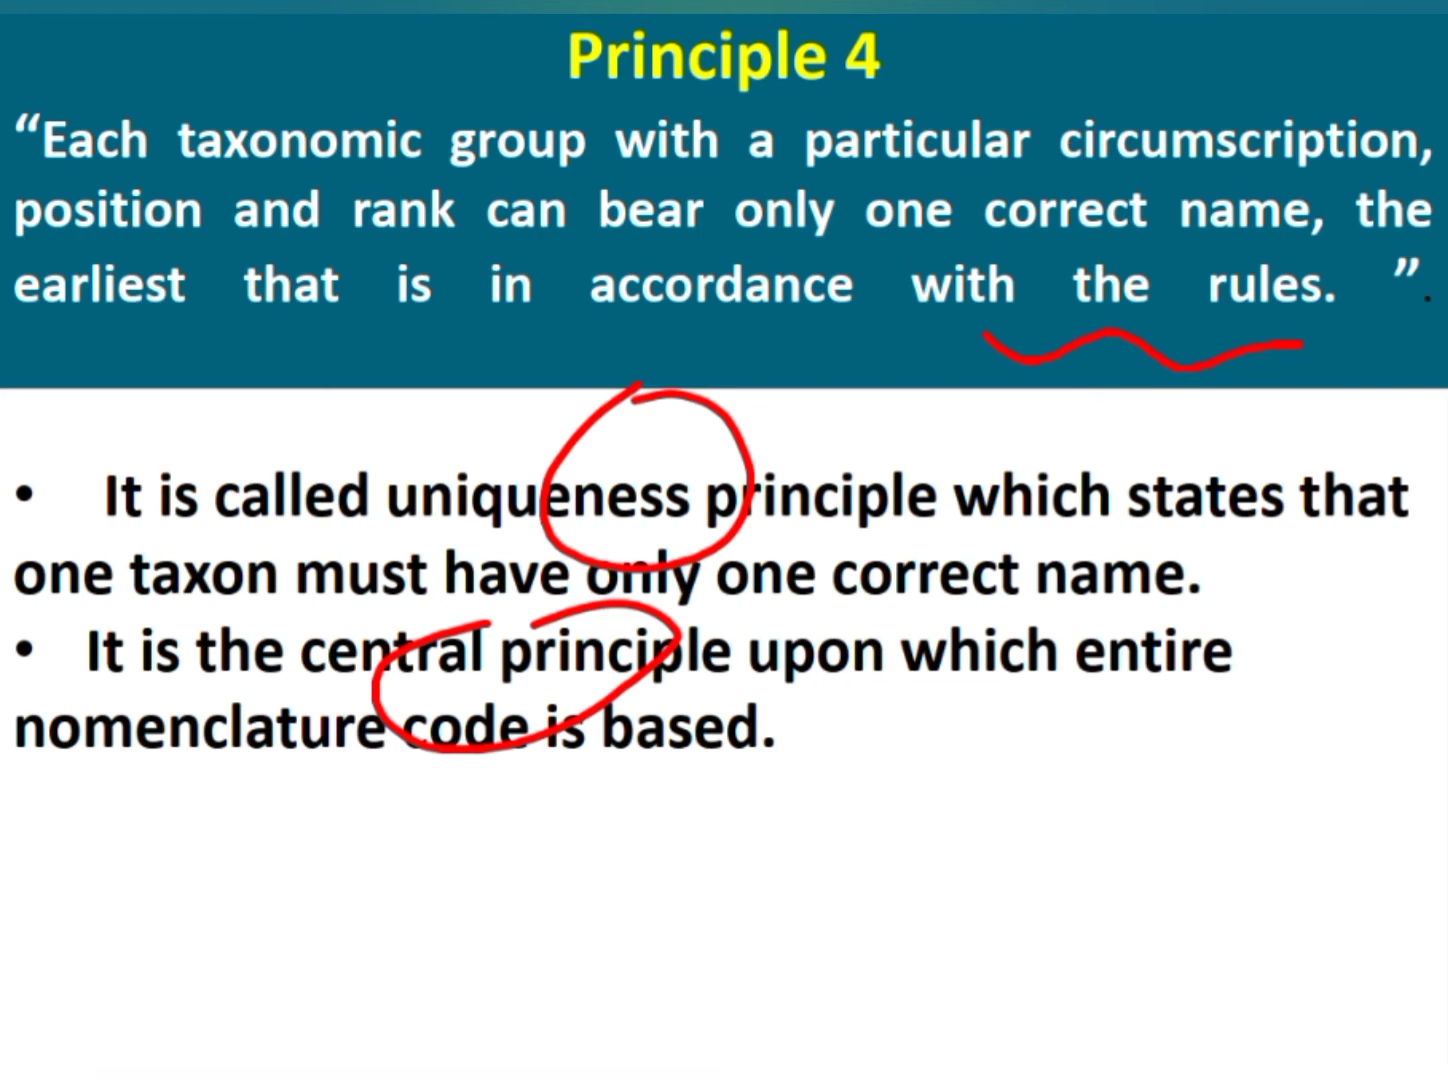 Principle 4
“Each taxonomic group with a particular circumscription,
position and rank can bear only one correct name, the
earliest that is in accordance with the rules. ”.
• It is called uniqueness principle which states that
one taxon must have only one correct name.
• It is the central principle upon which entire
nomenclature code is based.